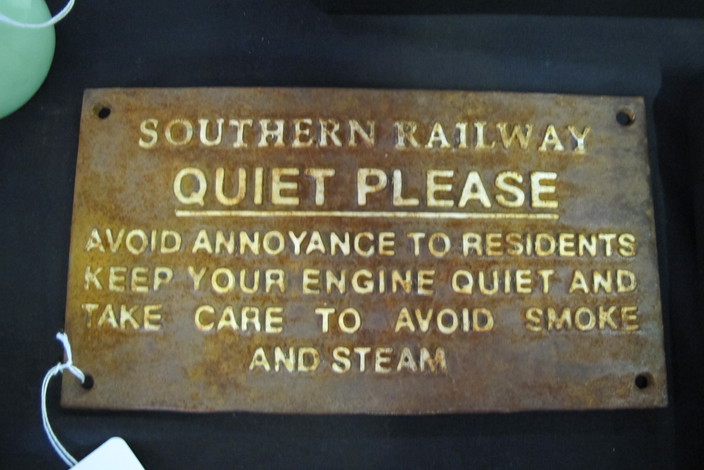 SOUTHERN RAILWAY
QUIET PLEASE
AVOID ANNOYANCE TO RESIDENTS
KEEP YOUR ENGINE QUIET AND
TAKE CARE TO AVOID SMOKE
AND STEAM